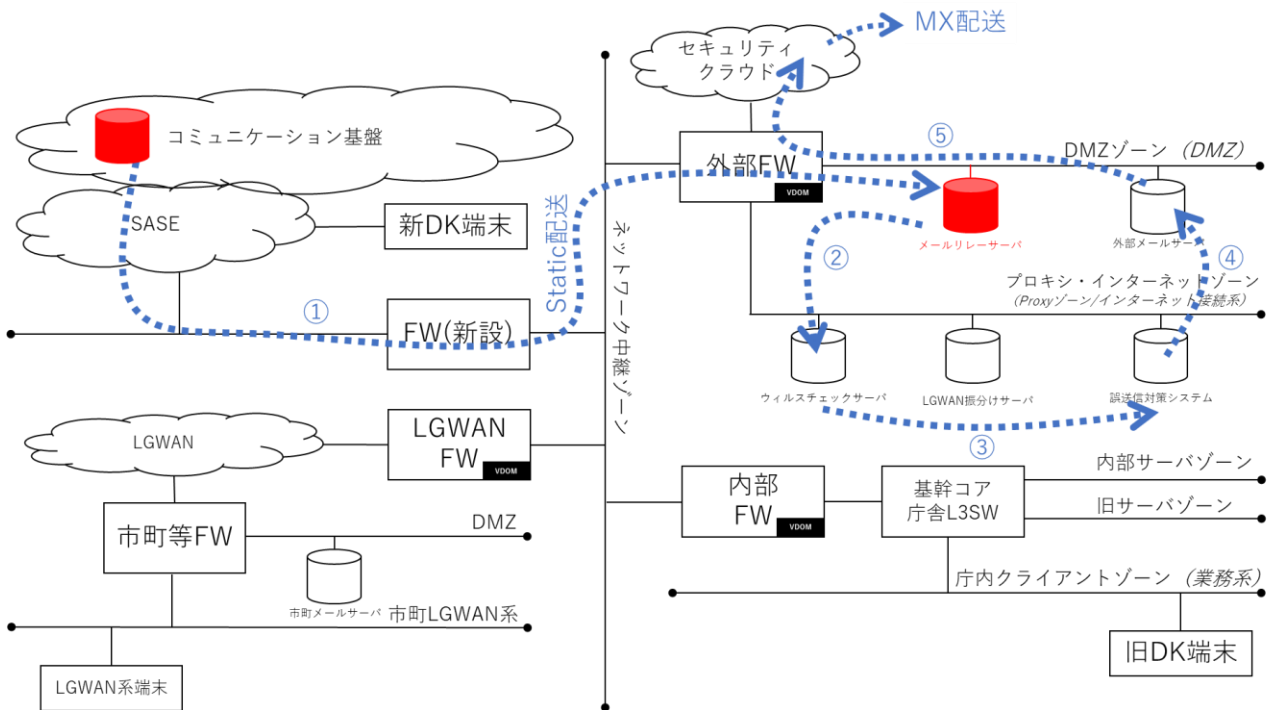 MX配送
セキュリティ
クラウド
コミュニケーション基盤
⑤
外部FW
VDOM
DMZゾーン (DMZ)
SASE
新DK端末
Static配送
ネットワーク中継ゾーン
メールリレーサーバ
外部メールサーバ
②
④
プロキシ・インターネットゾーン
(Proxyゾーン/インターネット接続系)
①
FW(新設)
ウィルスチェックサーバ
LGWAN振分けサーバ
誤送信対策システム
③
LGWAN
LGWAN
FW
VDOM
内部
FW
VDOM
基幹コア
庁舎L3SW
内部サーバゾーン
旧サーバゾーン
市町等FW
DMZ
市町メールサーバ
市町LGWAN系
庁内クライアントゾーン (業務系)
旧DK端末
LGWAN系端末